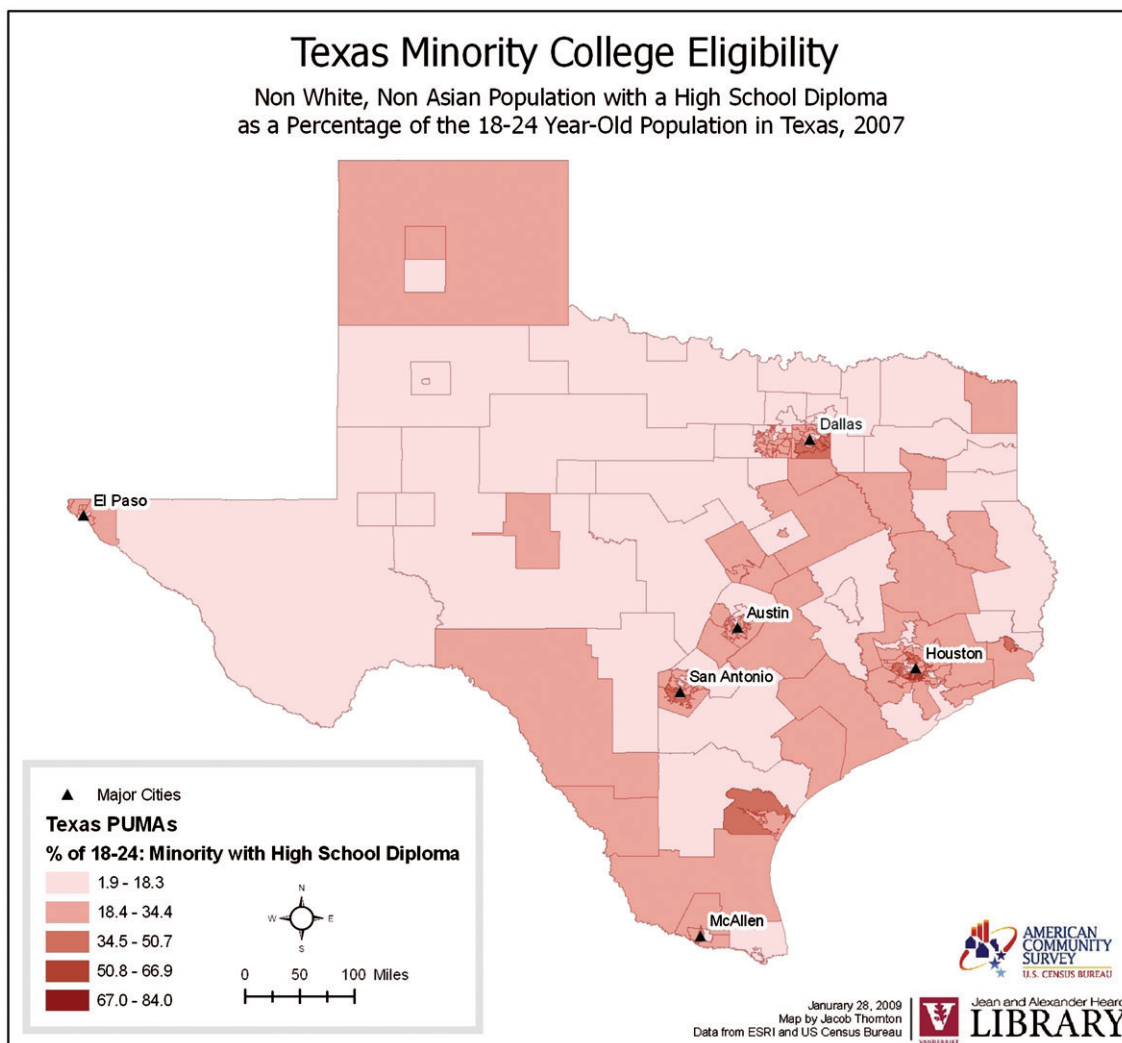 Texas Minority College Eligibility
Non White, Non Asian Population with a High School Diploma
as a Percentage of the 18-24 Year-Old Population in Texas, 2007
Dallas
El Paso
Austin
Houston
San Antonio
McAllen
Major Cities
Texas PUMAs
% of 18-24: Minority with High School Diploma
1.9 - 18.3
18.4 - 34.4
34.5 - 50.7
50.8 - 66.9
67.0 - 84.0
N
W E
S
0 50 100 Miles
AMERICAN
COMMUNITY
SURVEY
U.S. CENSUS BUREAU
Janurary 28, 2009
Map by Jacob Thornton
Data from ESRI and US Census Bureau
VANDERBILT
Jean and Alexander Heard
LIBRARY